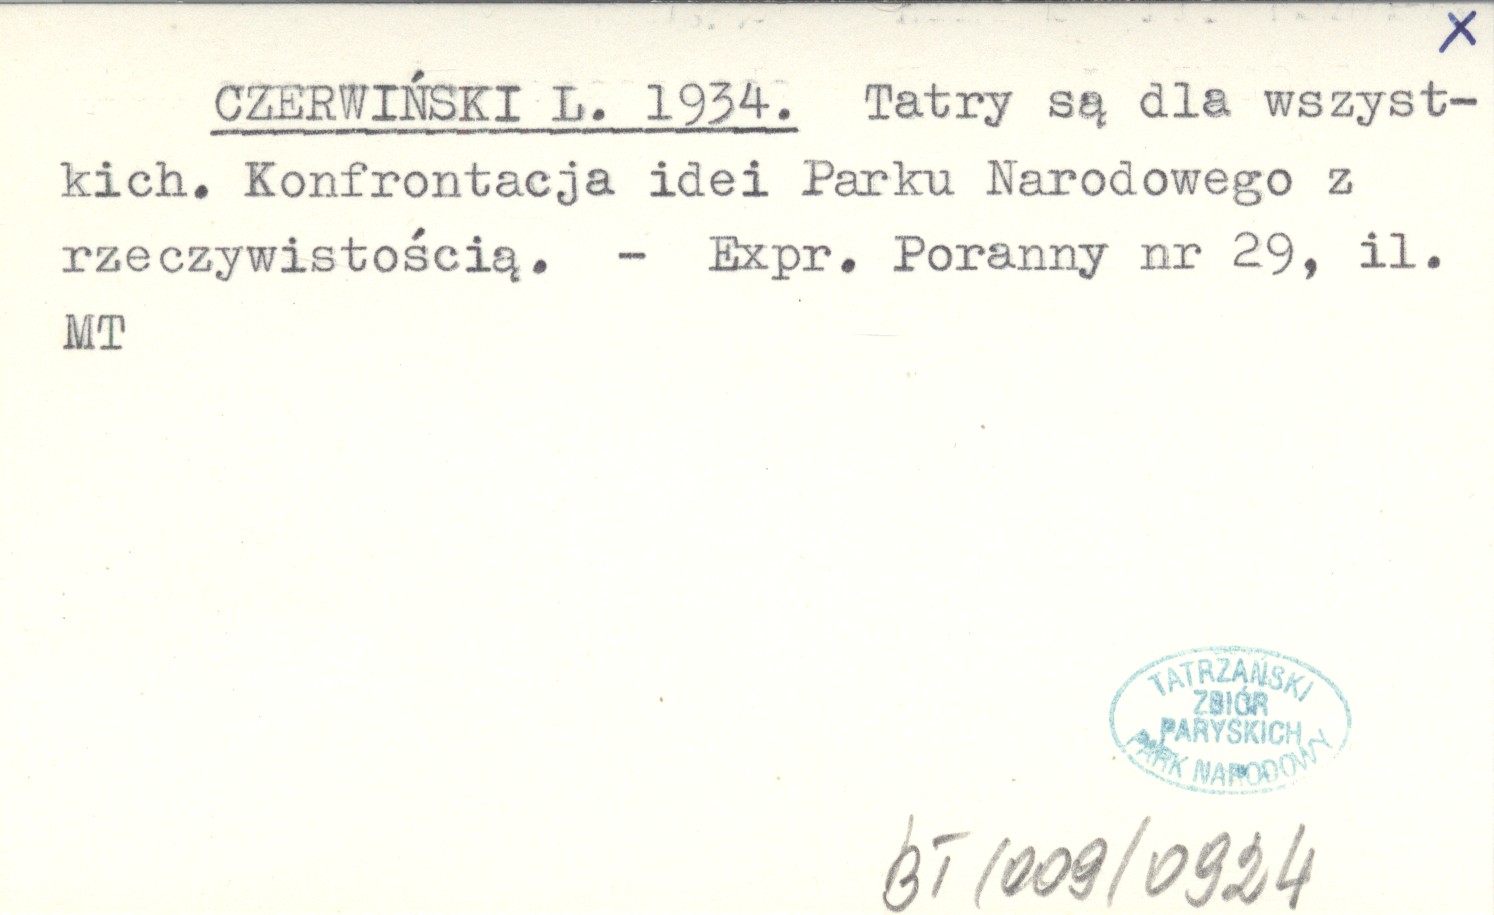 X
CZERWIŃSKI L. 1934. Tatry są dla wszyst-
kich. Konfrontacja idei Parku Narodowego z
rzeczywistością. - Expr. Poranny nr 29, il.
MT
TATRZAŃSKI
ZBIÓR
PARYSKICH
PARK NARODOWY
BT/009/0924